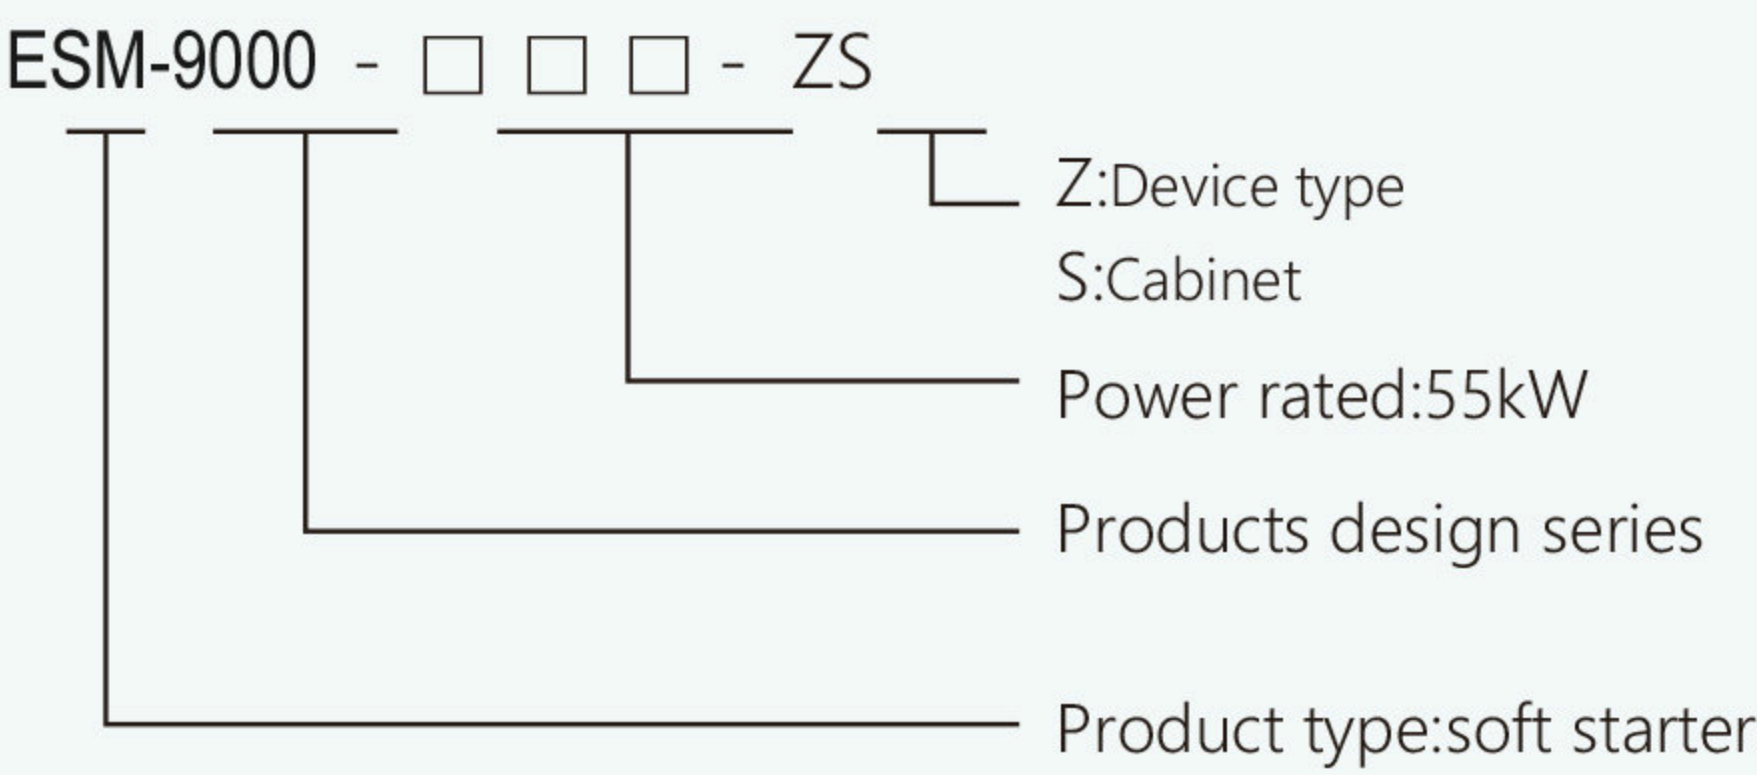 ESM-9000 - □ □ □ - ZS
Z:Device type
S:Cabinet
Power rated:55kW
Products design series
Product type:soft starter